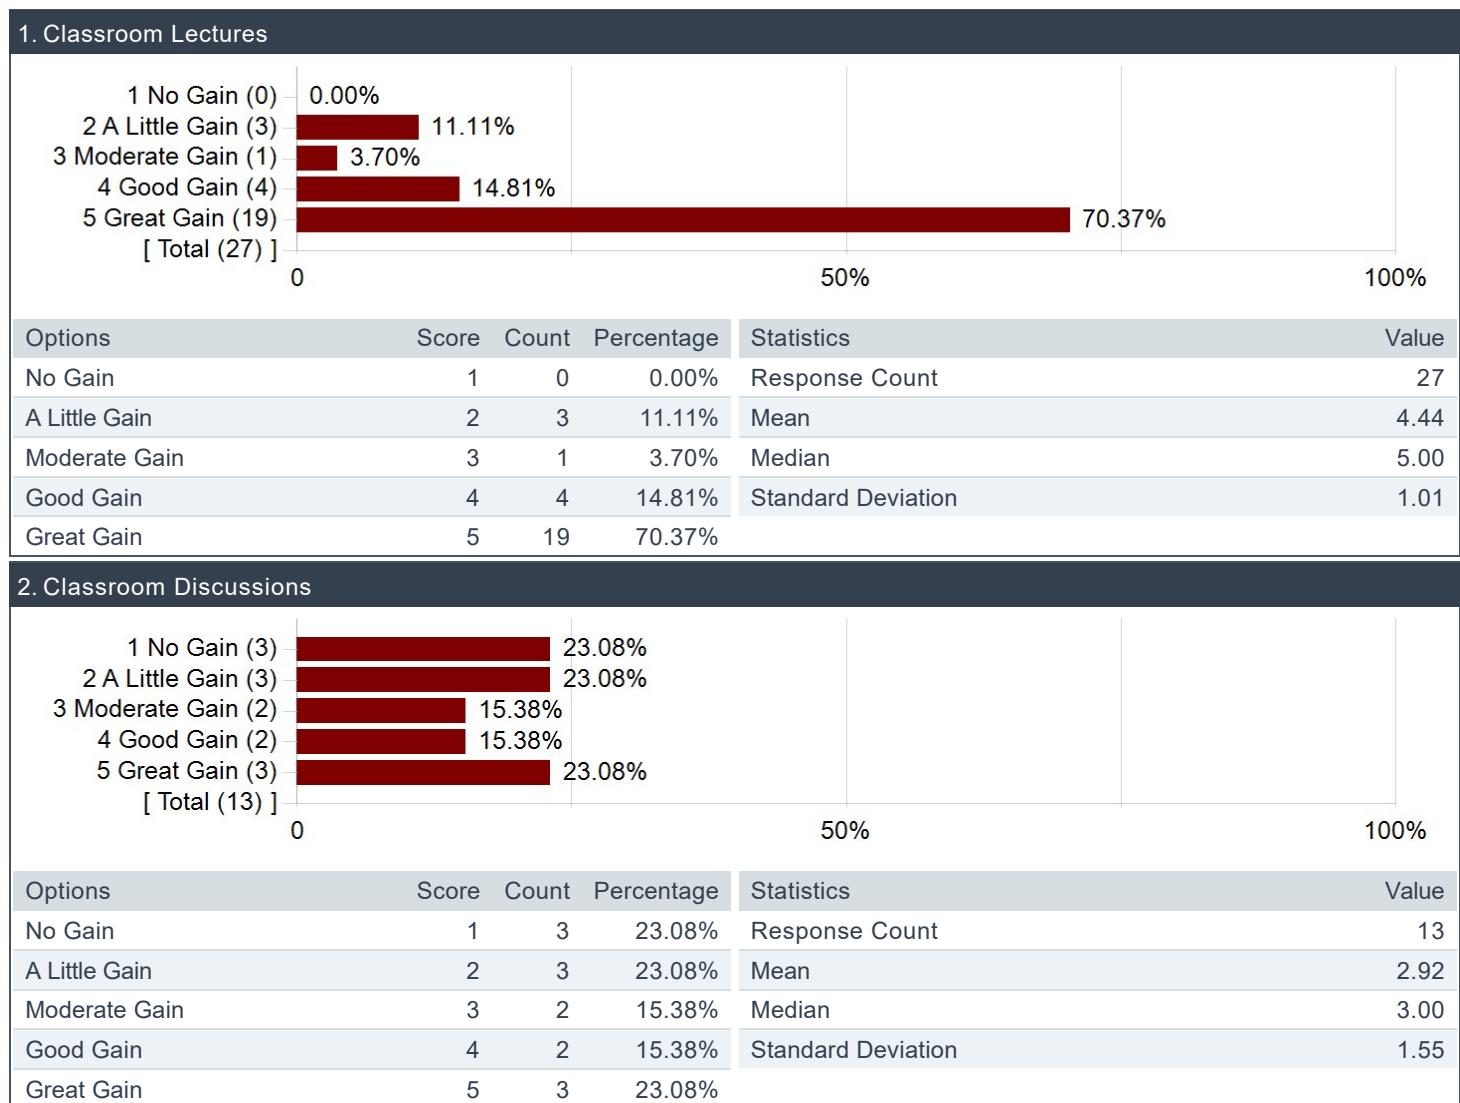 1. Classroom Lectures
1 No Gain (0) 0.00%
2 A Little Gain (3) 11.11%
3 Moderate Gain (1) 3.70%
4 Good Gain (4) 14.81%
5 Great Gain (19) 70.37%
[ Total (27) ]
0 50% 100%
Options Score Count Percentage Statistics Value
No Gain 1 0 0.00% Response Count 27
A Little Gain 2 3 11.11% Mean 4.44
Moderate Gain 3 1 3.70% Median 5.00
Good Gain 4 4 14.81% Standard Deviation 1.01
Great Gain 5 19 70.37%
2. Classroom Discussions
1 No Gain (3) 23.08%
2 A Little Gain (3) 23.08%
3 Moderate Gain (2) 15.38%
4 Good Gain (2) 15.38%
5 Great Gain (3) 23.08%
[ Total (13) ]
0 50% 100%
Options Score Count Percentage Statistics Value
No Gain 1 3 23.08% Response Count 13
A Little Gain 2 3 23.08% Mean 2.92
Moderate Gain 3 2 15.38% Median 3.00
Good Gain 4 2 15.38% Standard Deviation 1.55
Great Gain 5 3 23.08%